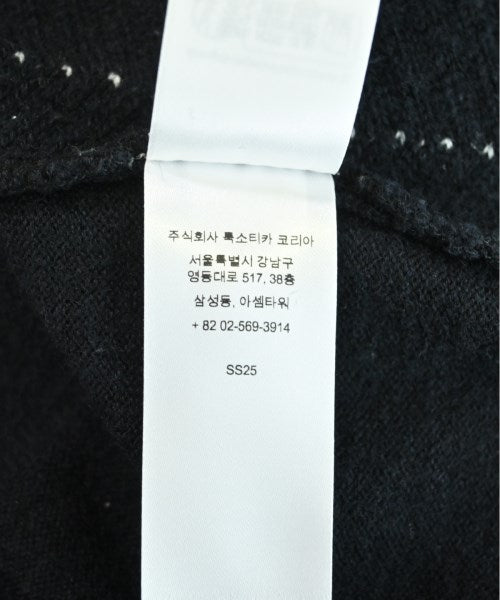 주식회사 룩소티카 코리아
서울특별시 강남구
영동대로 517, 38층
삼성동, 아셈타워
+ 82 02-569-3914
SS25